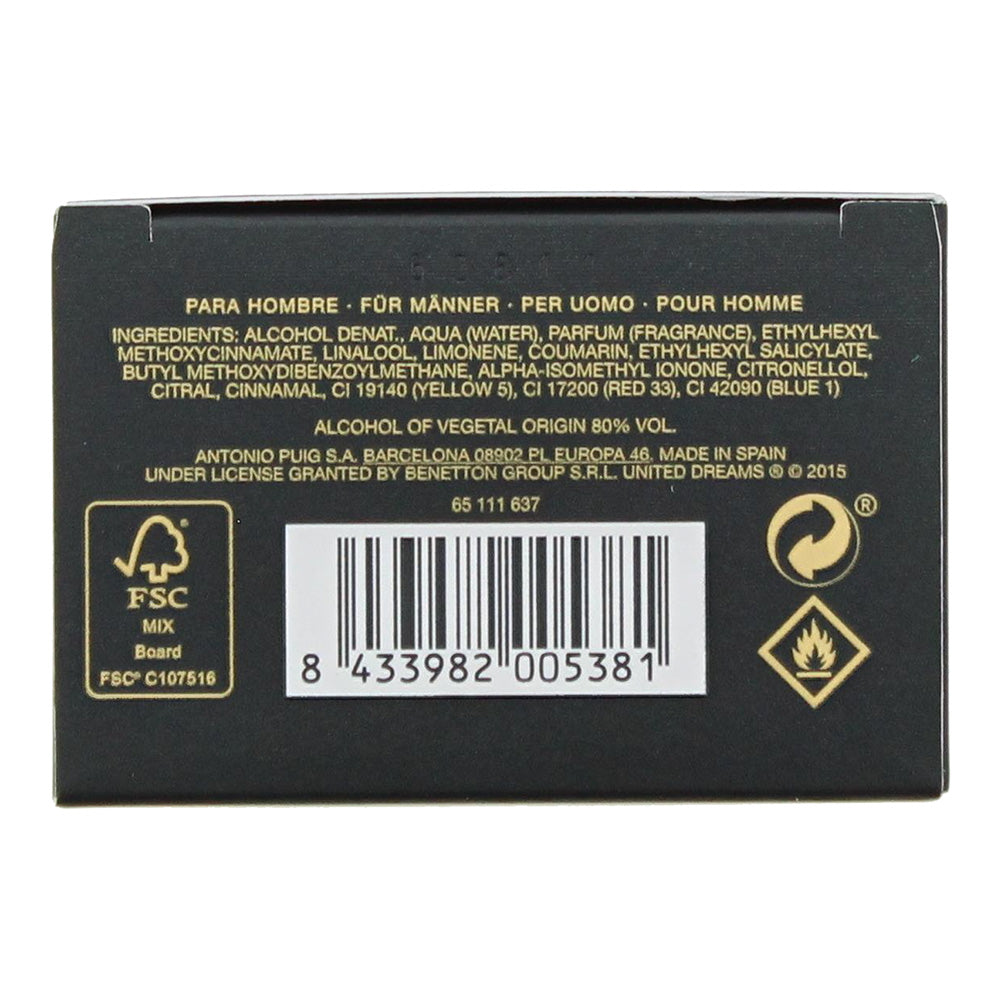 PARA HOMBRE · FÜR MÄNNER · PER UOMO · POUR HOMME
INGREDIENTS: ALCOHOL DENAT., AQUA (WATER), PARFUM (FRAGRANCE), ETHYLHEXYL
METHOXYCINNAMATE, LINALOOL, LIMONENE, COUMARIN, ETHYLHEXYL SALICYLATE,
BUTYL METHOXYDIBENZOYLMETHANE, ALPHA-ISOMETHYL IONONE, CITRONELLOL,
CITRAL, CINNAMAL, CI 19140 (YELLOW 5), CI 17200 (RED 33), CI 42090 (BLUE 1)
ALCOHOL OF VEGETAL ORIGIN 80% VOL.
ANTONIO PUIG S.A. BARCELONA 08902 PL EUROPA 46. MADE IN SPAIN
UNDER LICENSE GRANTED BY BENETTON GROUP S.R.L. UNITED DREAMS ® © 2015
65 111 637
®
FSC
MIX
Board
FSC® C107516
8 433982 005381